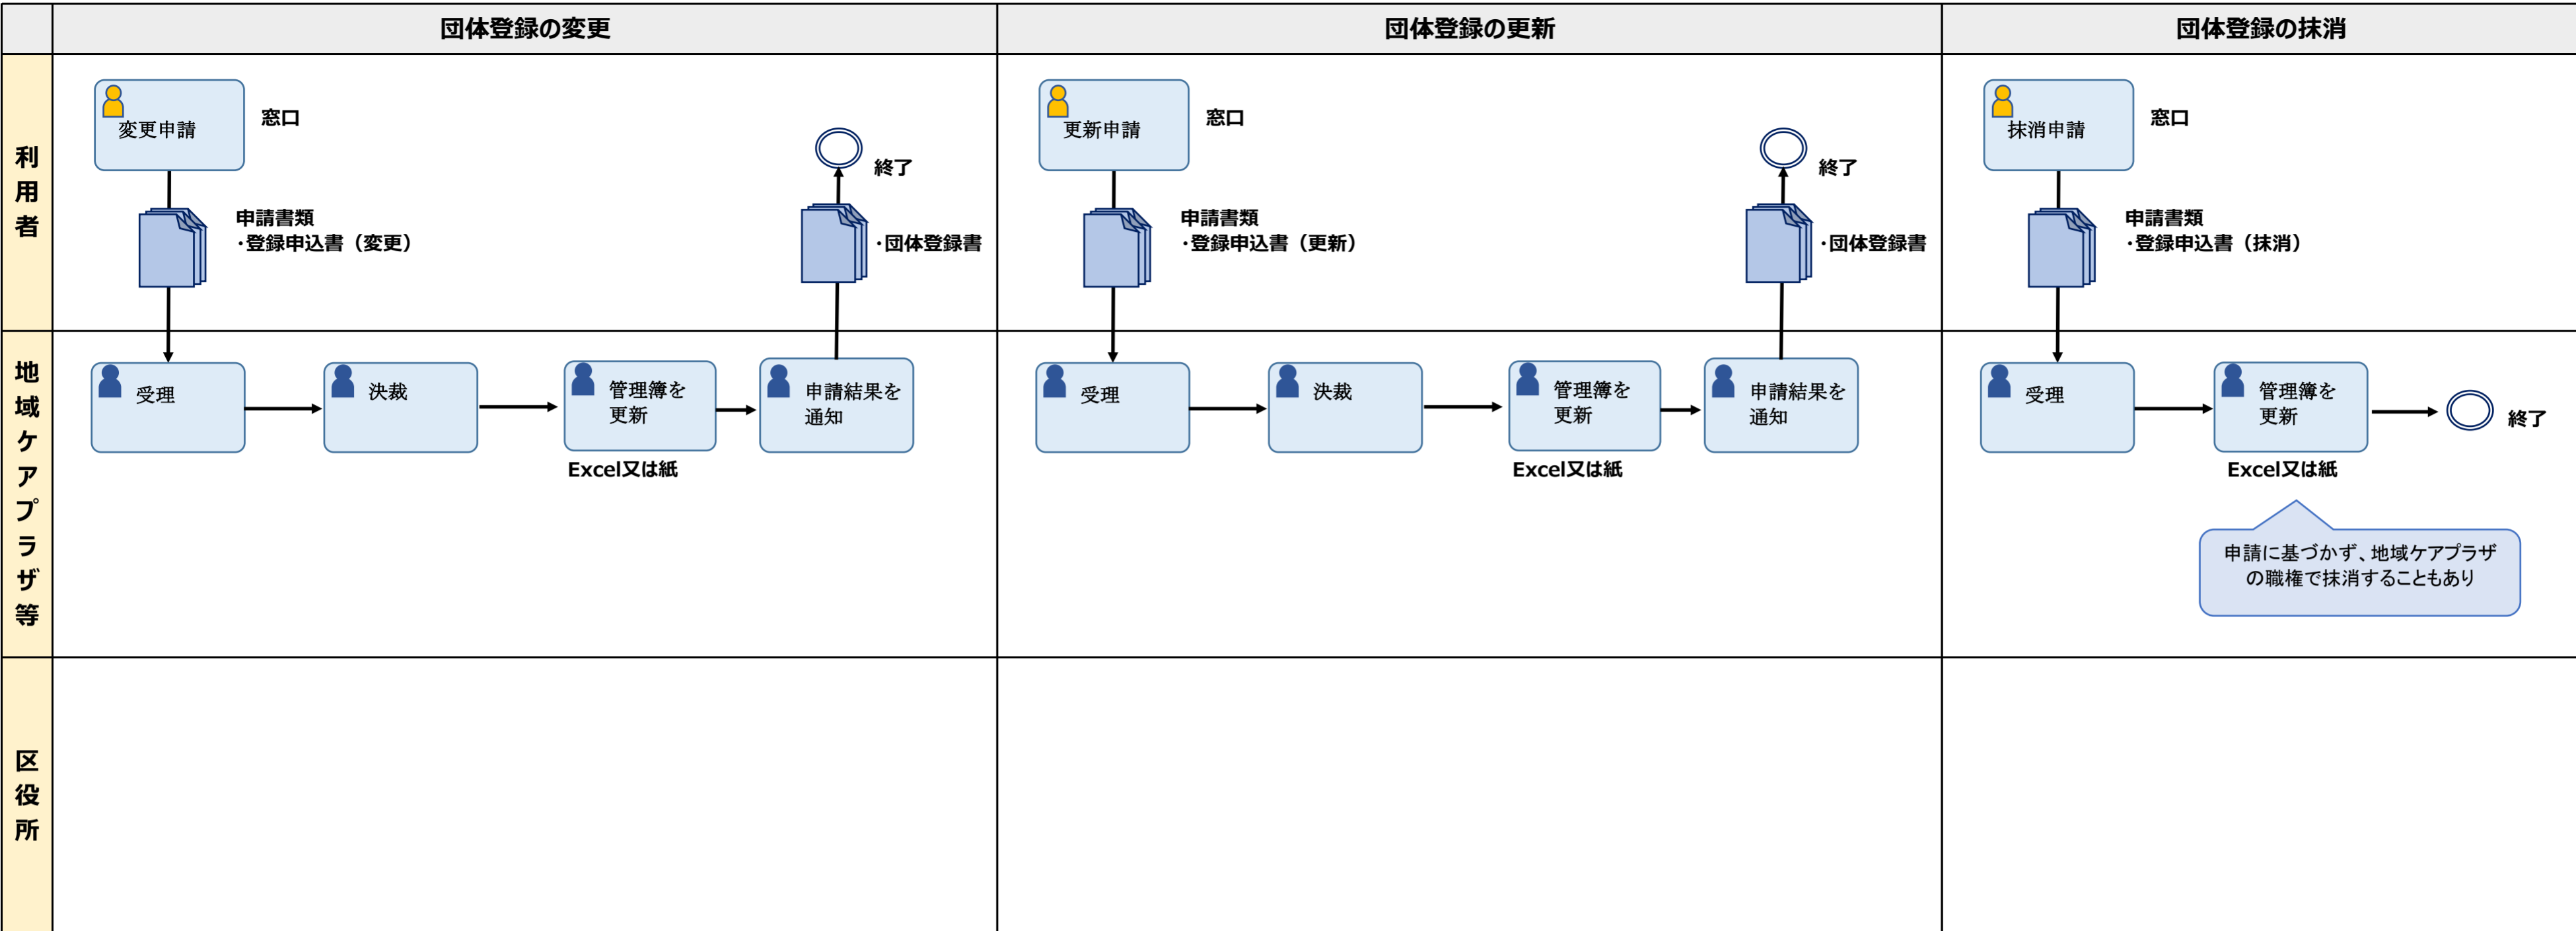 団体登録の変更
団体登録の更新
団体登録の抹消
利用者
変更申請
窓口
申請書類
・登録申込書（変更）
終了
・団体登録書
更新申請
窓口
申請書類
・登録申込書（更新）
終了
・団体登録書
抹消申請
窓口
申請書類
・登録申込書（抹消）
地域ケアプラザ等
受理
決裁
管理簿を
更新
Excel又は紙
申請結果を
通知
受理
決裁
管理簿を
更新
Excel又は紙
申請結果を
通知
受理
管理簿を
更新
Excel又は紙
終了
申請に基づかず、地域ケアプラザ
の職権で抹消することもあり
区役所